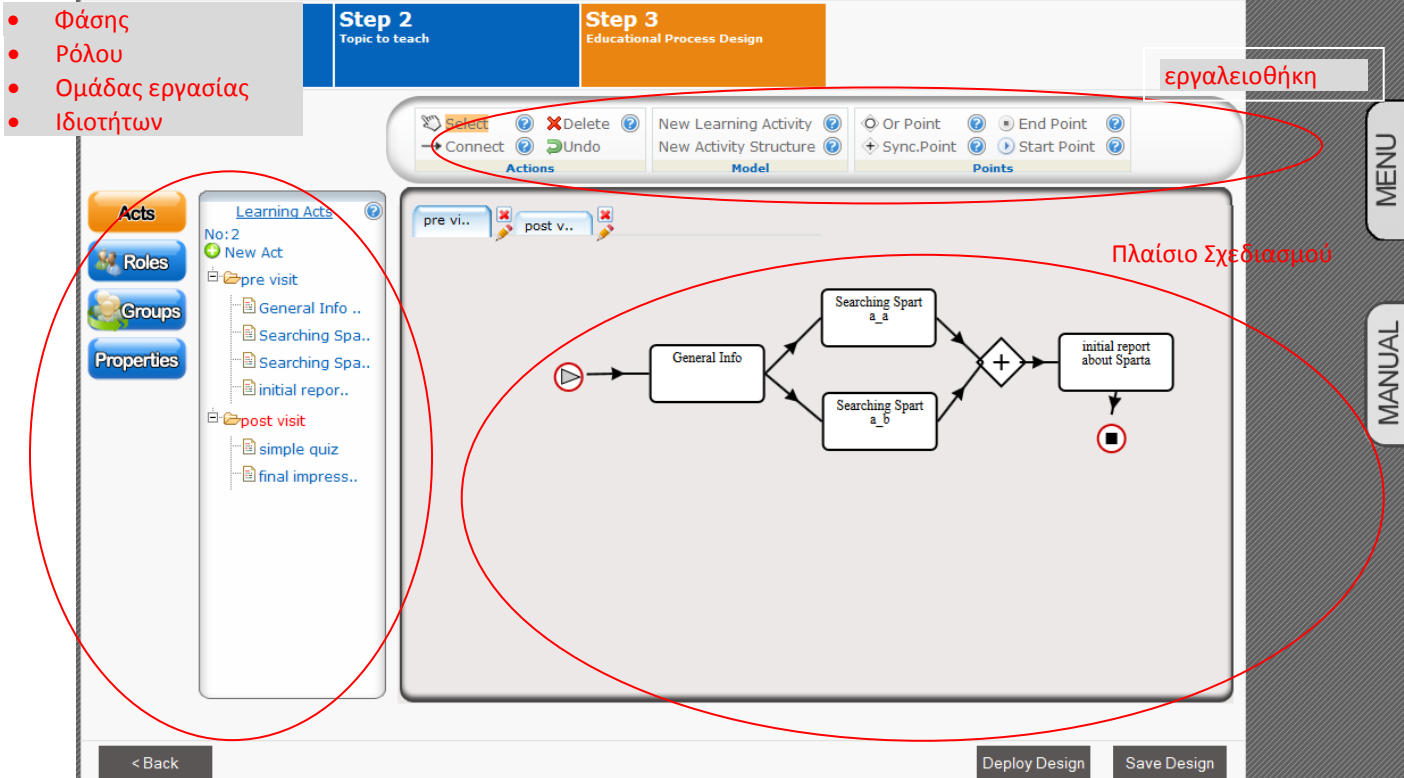 • Φάσης
• Ρόλου
• Ομάδας εργασίας
• Ιδιοτήτων
Step 2
Topic to teach
Step 3
Educational Process Design
εργαλειοθήκη
Select
Delete
New Learning Activity
Or Point
End Point
Connect
Undo
New Activity Structure
Sync.Point
Start Point
Actions
Model
Points
MENU
MANUAL
Acts
Roles
Groups
Properties
Learning Acts
No:2
New Act
pre visit
General Info ..
Searching Spa..
Searching Spa..
initial repor..
post visit
simple quiz
final impress..
pre vi..
post v..
Πλαίσιο Σχεδιασμού
General Info
Searching Spart
a_a
Searching Spart
a_b
initial report
about Sparta
< Back
Deploy Design
Save Design